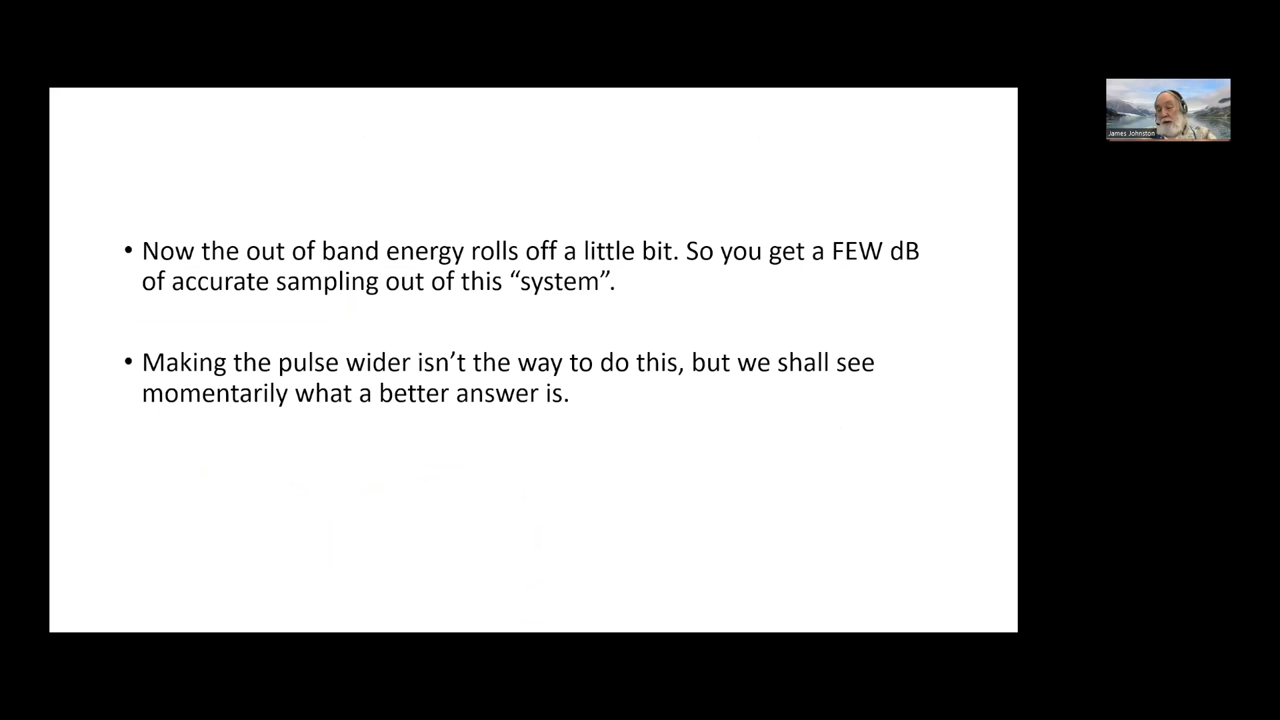 • Now the out of band energy rolls off a little bit. So you get a FEW dB
of accurate sampling out of this “system”.
• Making the pulse wider isn’t the way to do this, but we shall see
momentarily what a better answer is.
James Johnston